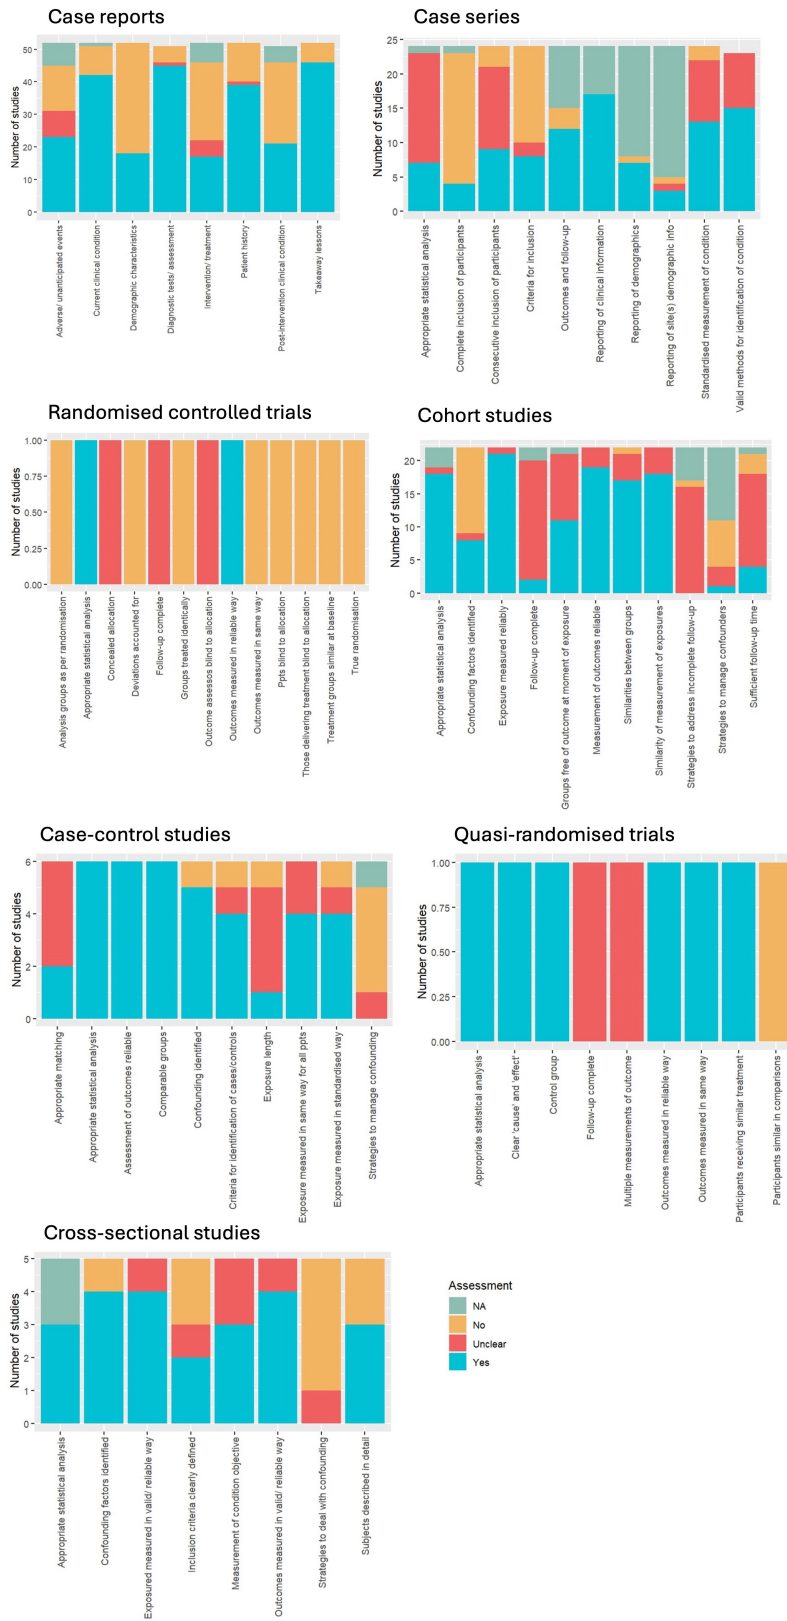 Case reports
Number of studies
50
40
30
20
10
0
Adverse/ unanticipated events
Current clinical condition
Demographic characteristics
Diagnostic tests/ assessment
Intervention/ treatment
Patient history
Post-intervention clinical condition
Takeaway lessons
Case series
Number of studies
25
20
15
10
5
0
Appropriate statistical analysis
Complete inclusion of participants
Consecutive inclusion of participants
Criteria for inclusion
Outcomes and follow-up
Reporting of clinical information
Reporting of demographics
Reporting of site(s) demographic info
Standardised measurement of condition
Valid methods for identification of condition
Randomised controlled trials
Number of studies
1.00
0.75
0.50
0.25
0.00
Analysis groups as per randomisation
Appropriate statistical analysis
Concealed allocation
Deviations accounted for
Follow-up complete
Groups treated identically
Outcome assessos blind to allocation
Outcomes measured in reliable way
Outcomes measured in same way
Ppts blind to allocation
Those delivering treatment blind to allocation
Treatment groups similar at baseline
True randomisation
Cohort studies
Number of studies
20
15
10
5
0
Appropriate statistical analysis
Confounding factors identified
Exposure measured reliably
Follow-up complete
Groups free of outcome at moment of exposure
Measurement of outcomes reliable
Similarities between groups
Similarity of measurement of exposures
Strategies to address incomplete follow-up
Strategies to manage confounders
Sufficient follow-up time
Case-control studies
Number of studies
6
4
2
0
Appropriate matching
Appropriate statistical analysis
Assessment of outcomes reliable
Comparable groups
Confounding identified
Criteria for identification of cases/controls
Exposure length
Exposure measured in same way for all ppts
Exposure measured in standardised way
Strategies to manage confounding
Quasi-randomised trials
Number of studies
1.00
0.75
0.50
0.25
0.00
Appropriate statistical analysis
Clear 'cause' and 'effect'
Control group
Follow-up complete
Multiple measurements of outcome
Outcomes measured in reliable way
Outcomes measured in same way
Participants receiving similar treatment
Participants similar in comparisons
Cross-sectional studies
Number of studies
5
4
3
2
1
0
Appropriate statistical analysis
Confounding factors identified
Exposured measured in valid/ reliable way
Inclusion criteria clearly defined
Measurement of condition objective
Outcomes measured in valid/ reliable way
Strategies to deal with confounding
Subjects described in detail
Assessment
NA
No
Unclear
Yes